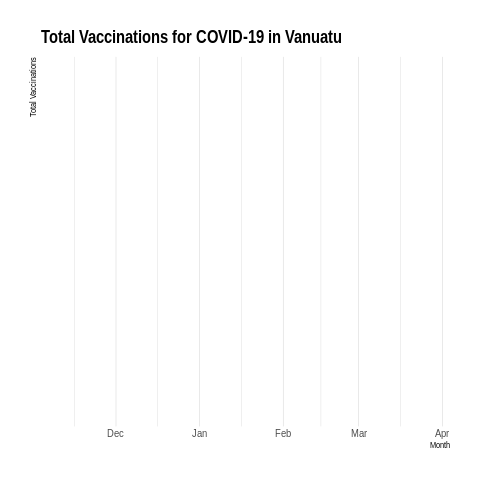 Total Vaccinations for COVID-19 in Vanuatu
Total Vaccinations
Dec Jan Feb Mar Apr
Month